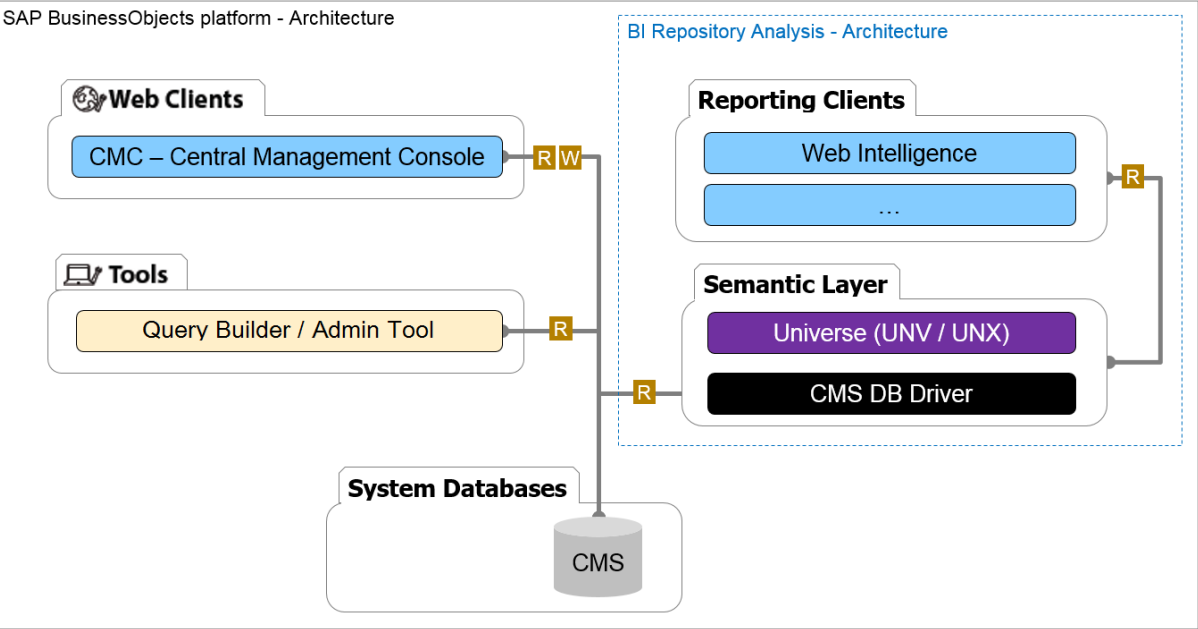 SAP BusinessObjects platform - Architecture
BI Repository Analysis - Architecture
Web Clients
CMC – Central Management Console
R W
Reporting Clients
Web Intelligence
...
R
Tools
Query Builder / Admin Tool
R
Semantic Layer
Universe (UNV / UNX)
CMS DB Driver
R
System Databases
CMS